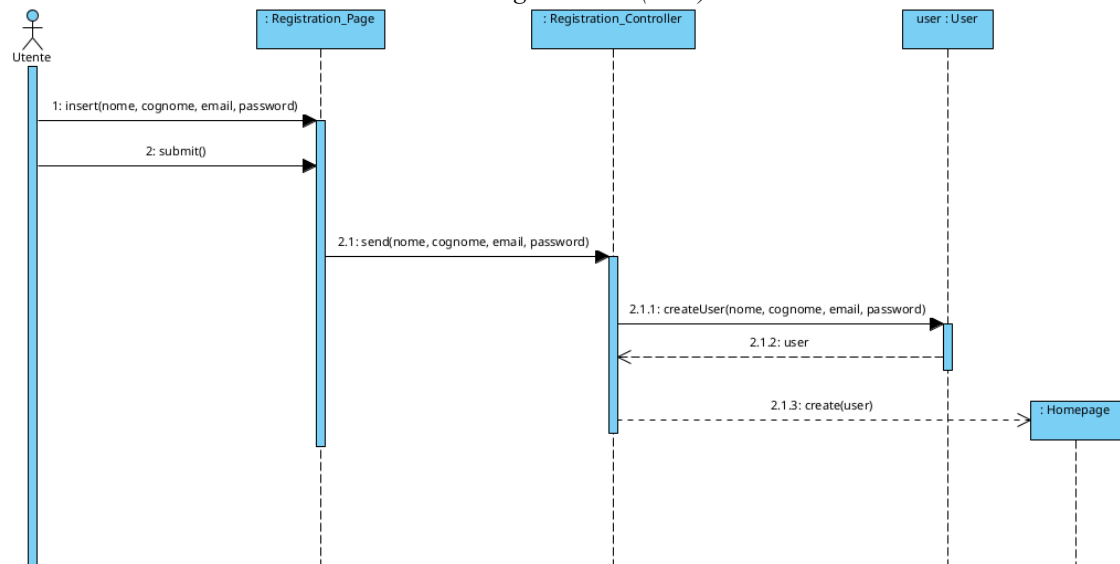 : Registration_Page
: Registration_Controller
user : User
Utente
1: insert(nome, cognome, email, password)
2: submit()
2.1: send(nome, cognome, email, password)
2.1.1: createUser(nome, cognome, email, password)
2.1.2: user
2.1.3: create(user)
: Homepage